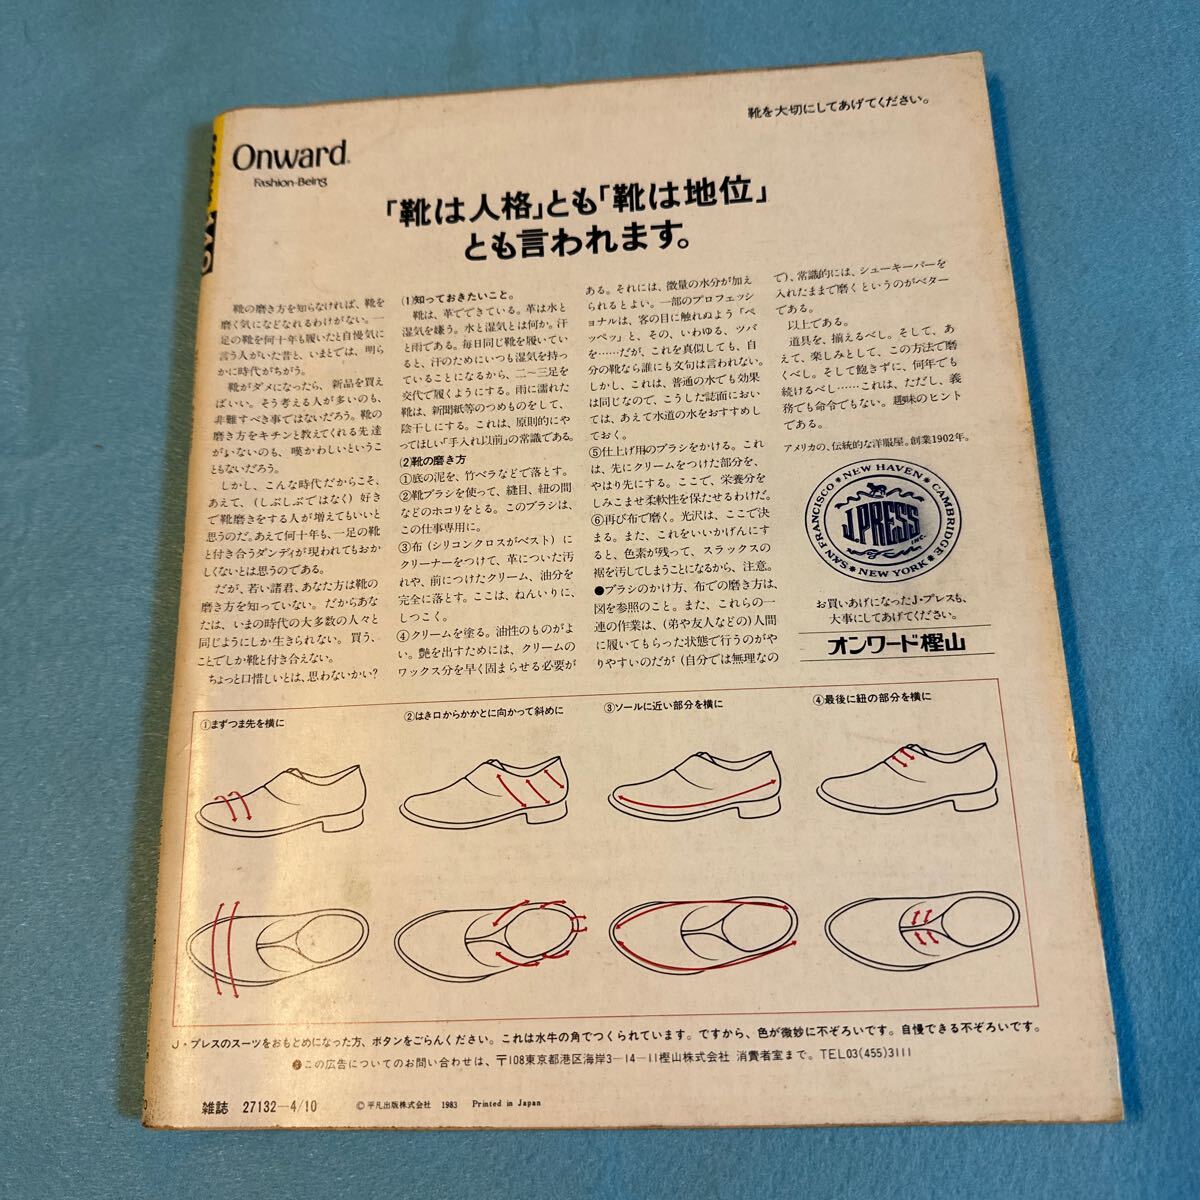 靴を大切にしてあげてください。
Onward
Fashion-Being
「靴は人格」とも「靴は地位」
とも言われます。
靴の磨き方を知らなければ、靴を
磨く気になどなれるわけがない。一
足の靴を何十年も履いたと自慢気に
言う人がいた昔と、いまとでは、明ら
かに時代がちがう。
靴がダメになったら、新品を買え
ばいい。そう考える人が多いのも、
非難すべき事ではないだろう。靴の
磨き方をキチンと教えてくれる先達
がいないのも、嘆かわしいというこ
ともないだろう。
しかし、こんな時代だからこそ、
あえて、(しぶしぶではなく) 好き
で靴磨きをする人が増えてもいいと
思うのだ。あえて何十年も、一足の靴
と付き合うダンディが現われてもおか
しくないとは思うのである。
だが、若い諸君、あなた方は靴の
磨き方を知っていない。だからあな
たは、いまの時代の大多数の人々と
同じようにしか生きられない。買う、
ことでしか靴と付き合えない。
ちょっと口惜しいとは、思わないかい?
(1)知っておきたいこと。
靴は、革でできている。革は水と
湿気を嫌う。水と湿気とは何か。汗
と雨である。毎日同じ靴を履いてい
ると、汗のためにいつも湿気を持っ
ていることになるから、二〜三足を
交代で履くようにする。雨に濡れた
靴は、新聞紙等のつめものをして、
陰干しにする。これは、原則的にや
ってほしい「手入れ以前」の常識である。
(2)靴の磨き方
①底の泥を、竹ベラなどで落とす。
②靴ブラシを使って、縫目、紐の間
などのホコリをとる。このブラシは、
この仕事専用に。
③布 (シリコンクロスがベスト) に
クリーナーをつけて、革についた汚
れや、前につけたクリーム、油分を
完全に落とす。ここは、ねんいりに、
しつこく。
④クリームを塗る。油性のものがよ
い。艶を出すためには、クリームの
ワックス分を早く固まらせる必要が
ある。それには、微量の水分が加え
られるとよい。一部のプロフェッシ
ョナルは、客の目に触れぬよう「ペ
ッペッ」と、その、いわゆる、ツバ
を……だが、これを真似しても、自
分の靴なら誰にも文句は言われない。
しかし、これは、普通の水でも効果
は同じなので、こうした誌面におい
ては、あえて水道の水をおすすめし
ておく。
⑤仕上げ用のブラシをかける。これ
は、先にクリームをつけた部分を、
やはり先にする。ここで、栄養分を
しみこませ柔軟性を保たせるわけだ。
⑥再び布で磨く。光沢は、ここで決
まる。また、これをいいかげんにす
ると、色素が残って、スラックスの
裾を汚してしまうことになるから、注意。
●ブラシのかけ方、布での磨き方は、
図を参照のこと。また、これらの一
連の作業は、(弟や友人などの) 人間
に履いてもらった状態で行うのがや
りやすいのだが (自分では無理なの
で)、常識的には、シューキーパーを
入れたままで磨くというのがベター
である。
以上である。
道具を、揃えるべし。そして、あ
えて、楽しみとして、この方法で磨
くべし。そして飽きずに、何年でも
続けるべし……これは、ただし、義
務でも命令でもない。趣味のヒント
である。
アメリカの、伝統的な洋服屋。創業1902年。
NEW HAVEN
CAMBRIDGE
NEW YORK
SAN FRANCISCO
J.PRESS
INC.
お買いあげになったJ・プレスも、
大事にしてあげてください。
オンワード樫山
①まずつま先を横に
②はき口からかかとに向かって斜めに
③ソールに近い部分を横に
④最後に紐の部分を横に
J・プレスのスーツをおもとめになった方、ボタンをごらんください。これは水牛の角でつくられています。ですから、色が微妙に不ぞろいです。自慢できる不ぞろいです。
この広告についてのお問い合わせは、〒108東京都港区海岸3-14-11樫山株式会社 消費者室まで。TEL03(455)3111
雑誌 27132-4/10
©平凡出版株式会社 1983 Printed in Japan